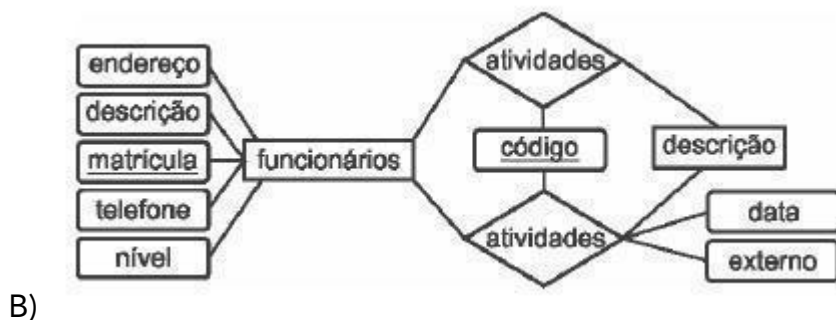 endereço
descrição
matrícula
telefone
nível
funcionários
atividades
código
atividades
descrição
data
externo
B)